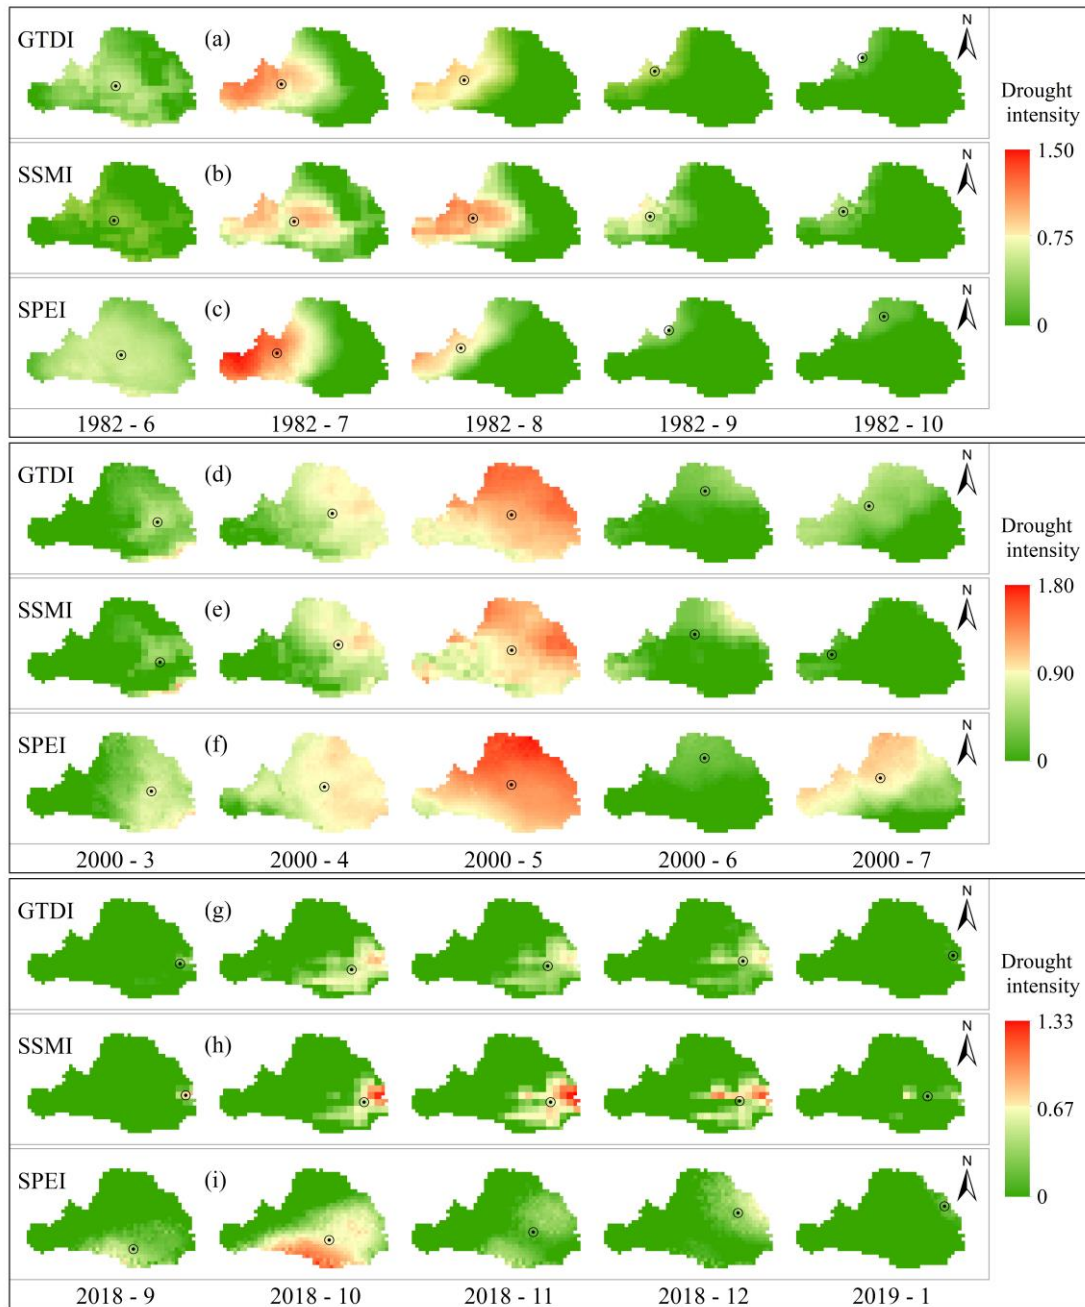 GTDI (a) N
SSMI (b) N
SPEI (c) N
Drought
intensity
1.50
0.75
0
1982 - 6 1982 - 7 1982 - 8 1982 - 9 1982 - 10
GTDI (d) N
SSMI (e) N
SPEI (f) N
Drought
intensity
1.80
0.90
0
2000 - 3 2000 - 4 2000 - 5 2000 - 6 2000 - 7
GTDI (g) N
SSMI (h) N
SPEI (i) N
Drought
intensity
1.33
0.67
0
2018 - 9 2018 - 10 2018 - 11 2018 - 12 2019 - 1